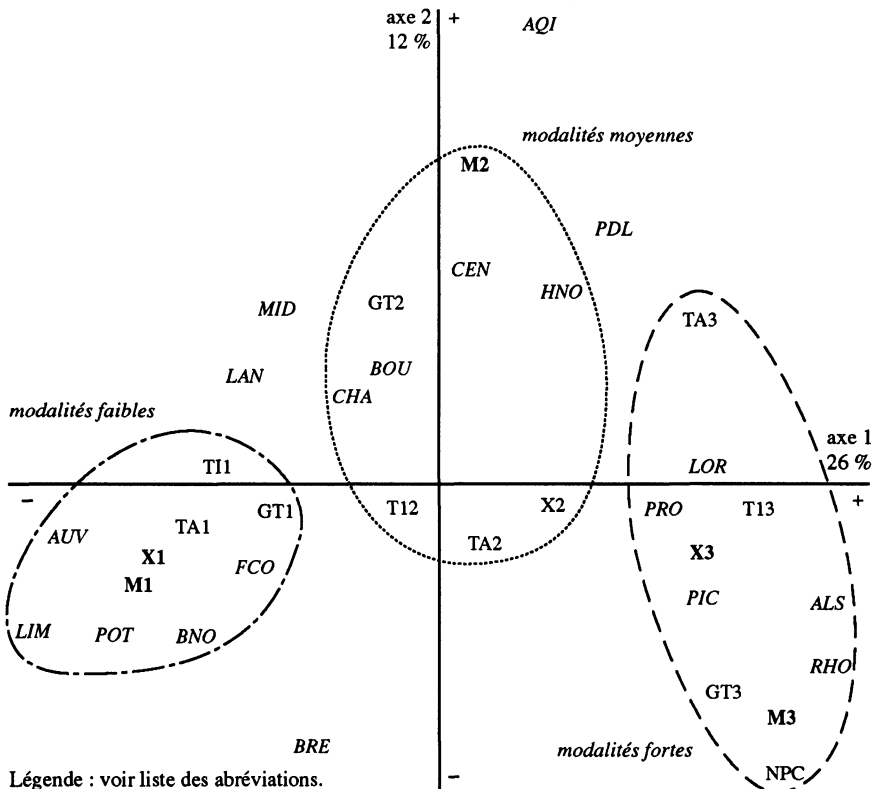 axe 2 + AQI
12 %
modalités moyennes
M2
PDL
CEN
HNO
MID GT2
TA3
LAN BOU
CHA
modalités faibles
axe 1
26 %
TI1 LOR
– +
GT1 T12 X2 PRO T13
AUV TA1
TA2
X1 X3
FCO
M1
PIC ALS
LIM POT BNO
RHO
GT3
M3
BRE modalités fortes
NPC
Légende : voir liste des abréviations. –